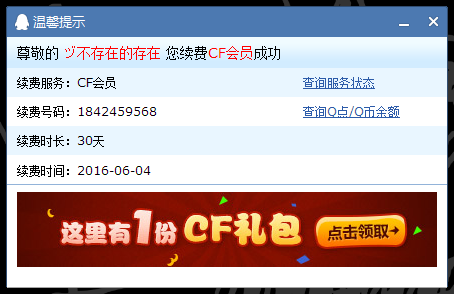 温馨提示
尊敬的 ヅ不存在的存在 您续费CF会员成功
续费服务：CF会员 查询服务状态
续费号码：1842459568 查询Q点/Q币余额
续费时长：30天
续费时间：2016-06-04
这里有1份CF礼包 点击领取